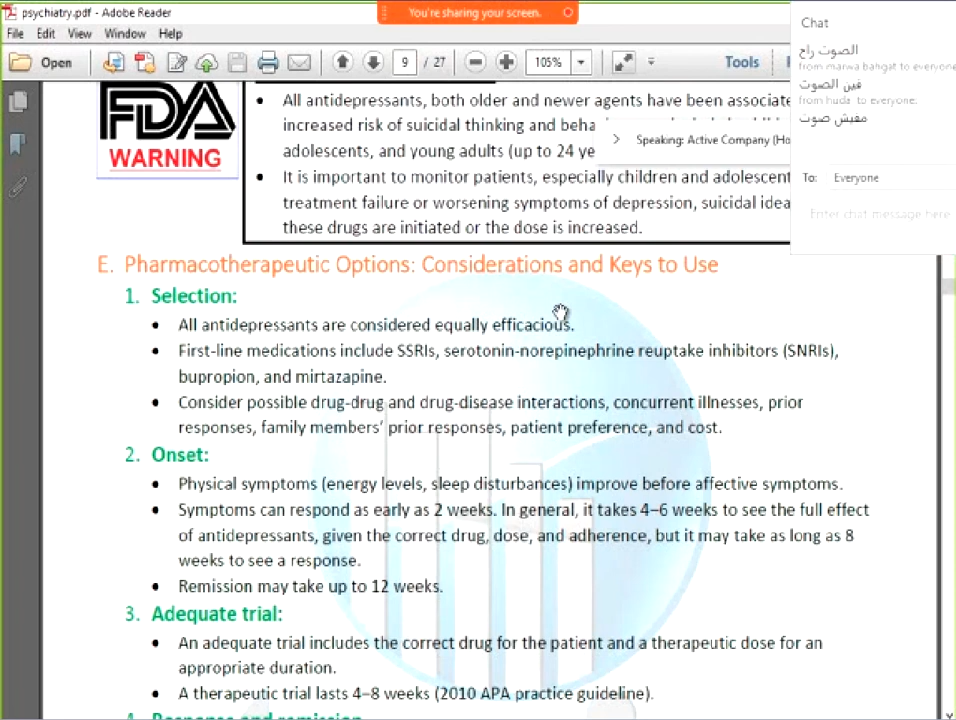 psychiatry.pdf - Adobe Reader
You're sharing your screen.
File Edit View Window Help
Open
9 / 27
105%
Tools
Chat
الصوت راح
from marwa bahgat to everyone
فين الصوت
from huda to everyone:
مفيش صوت
To: Everyone
Enter chat message here
Speaking: Active Company (Ho
FDA
WARNING
• All antidepressants, both older and newer agents have been associate
increased risk of suicidal thinking and beha
adolescents, and young adults (up to 24 ye
• It is important to monitor patients, especially children and adolescent
treatment failure or worsening symptoms of depression, suicidal idea
these drugs are initiated or the dose is increased.
E. Pharmacotherapeutic Options: Considerations and Keys to Use
1. Selection:
• All antidepressants are considered equally efficacious.
• First-line medications include SSRIs, serotonin-norepinephrine reuptake inhibitors (SNRIs),
bupropion, and mirtazapine.
• Consider possible drug-drug and drug-disease interactions, concurrent illnesses, prior
responses, family members' prior responses, patient preference, and cost.
2. Onset:
• Physical symptoms (energy levels, sleep disturbances) improve before affective symptoms.
• Symptoms can respond as early as 2 weeks. In general, it takes 4–6 weeks to see the full effect
of antidepressants, given the correct drug, dose, and adherence, but it may take as long as 8
weeks to see a response.
• Remission may take up to 12 weeks.
3. Adequate trial:
• An adequate trial includes the correct drug for the patient and a therapeutic dose for an
appropriate duration.
• A therapeutic trial lasts 4–8 weeks (2010 APA practice guideline).
4. Response and remission